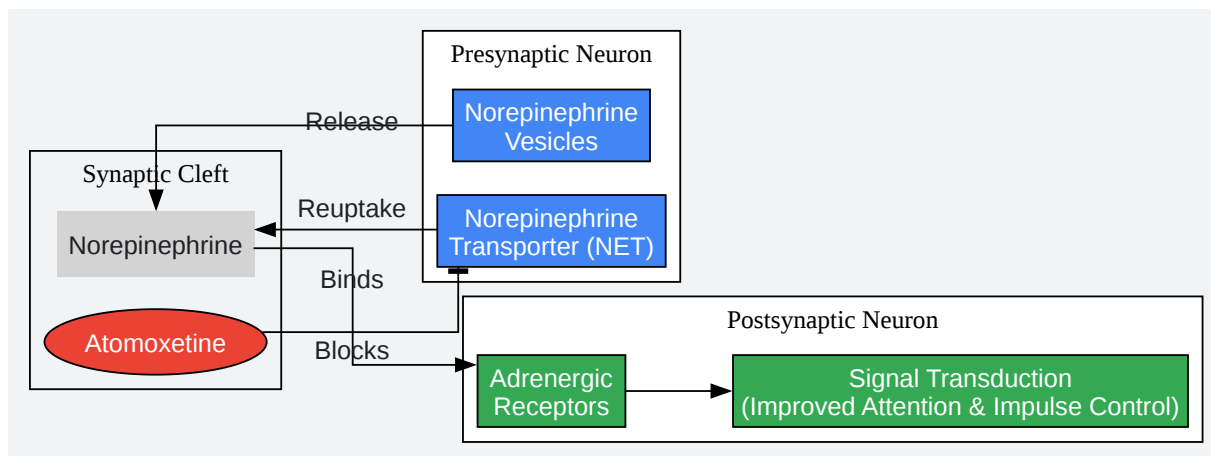 Presynaptic Neuron
Norepinephrine
Vesicles
Release
Synaptic Cleft
Reuptake
Norepinephrine
Transporter (NET)
Norepinephrine
Binds
Atomoxetine
Blocks
Postsynaptic Neuron
Adrenergic
Receptors
Signal Transduction
(Improved Attention & Impulse Control)